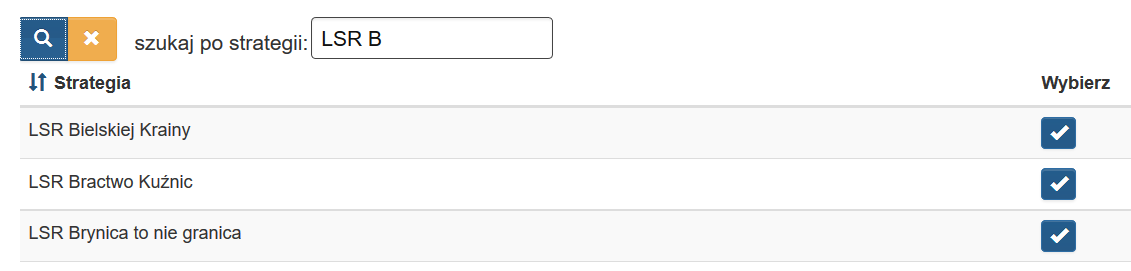 szukaj po strategii: LSR B
Strategia Wybierz
LSR Bielskiej Krainy
LSR Bractwo Kuźnic
LSR Brynica to nie granica